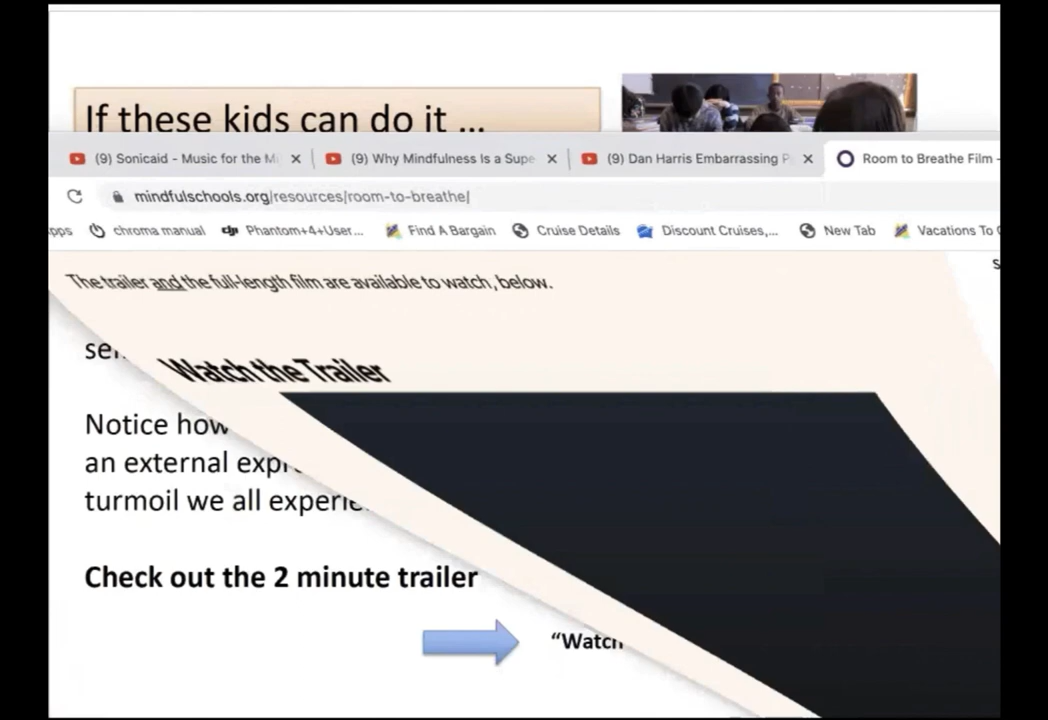 If these kids can do it ...
(9) Sonicaid - Music for the M
(9) Why Mindfulness Is a Supe
(9) Dan Harris Embarrassing P
Room to Breathe Film -
mindfulschools.org/resources/room-to-breathe/
pps
chroma manual
Phantom+4+User...
Find A Bargain
Cruise Details
Discount Cruises,...
New Tab
Vacations To
The trailer and the full-length film are available to watch, below.
Watch the Trailer
Notice how
an external
turmoil we all
Check out the 2 minute trailer
"Watch